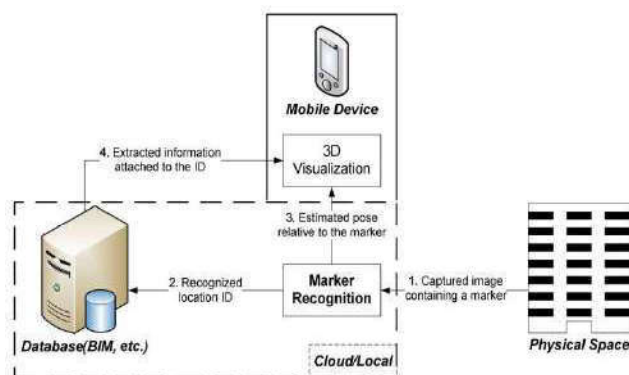 Mobile Device
4. Extracted information
attached to the ID
3D
Visualization
3. Estimated pose
relative to the marker
2. Recognized
location ID
Marker
Recognition
1. Captured image
containing a marker
Database(BIM, etc.)
Cloud/Local
Physical Space